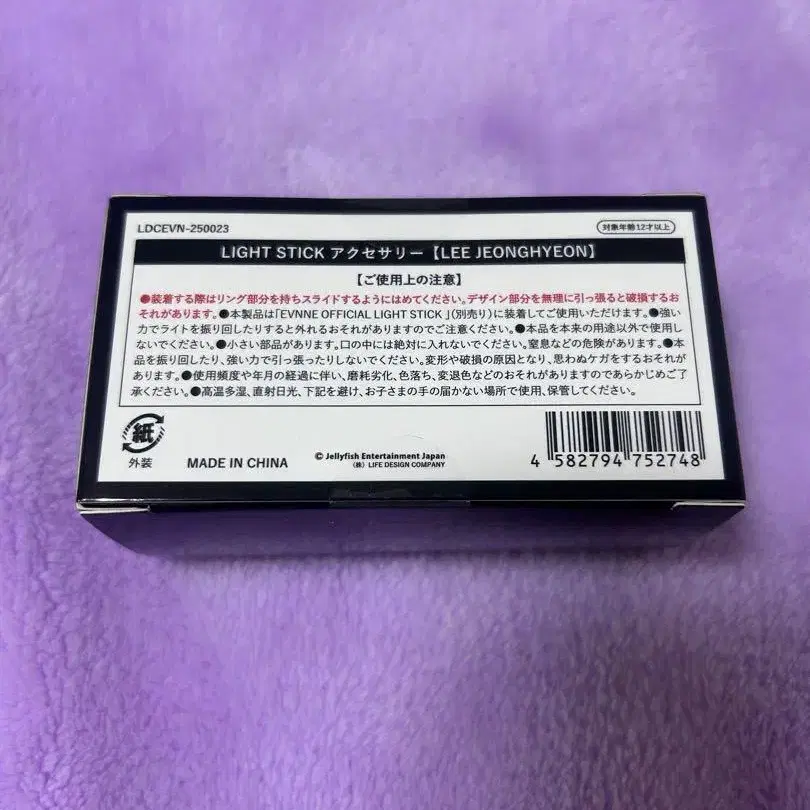 LDCEVN-250023
対象年齢12才以上
LIGHT STICK アクセサリー【LEE JEONGHYEON】
【ご使用上の注意】
●装着する際はリング部分を持ちスライドするようにはめてください。デザイン部分を無理に引っ張ると破損するお
それがあります。●本製品は「EVNNE OFFICIAL LIGHT STICK 」(別売り)に装着してご使用いただけます。●強い
力でライトを振り回したりすると外れるおそれがありますのでご注意ください。●本品を本来の用途以外で使用し
ないでください。●小さい部品があります。口の中には絶対に入れないでください。窒息などの危険があります。●本
品を振り回したり、強い力で引っ張ったりしないでください。変形や破損の原因となり、思わぬケガをするおそれが
あります。●使用頻度や年月の経過に伴い、磨耗劣化、色落ち、変退色などのおそれがありますのであらかじめご了
承ください。●高温多湿、直射日光、下記を避け、お子さまの手の届かない場所で使用、保管してください。
紙
外装
MADE IN CHINA
© Jellyfish Entertainment Japan
(株) LIFE DESIGN COMPANY
4 582794 752748